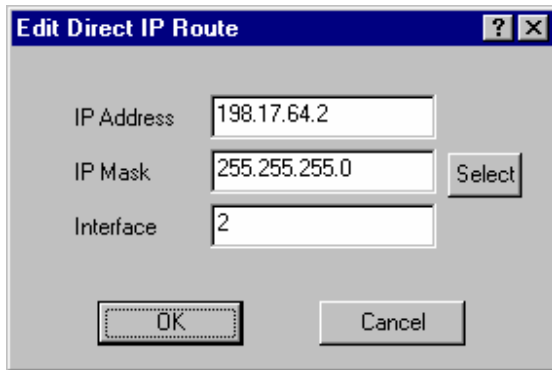 Edit Direct IP Route
IP Address 198.17.64.2
IP Mask 255.255.255.0 Select
Interface 2
OK Cancel